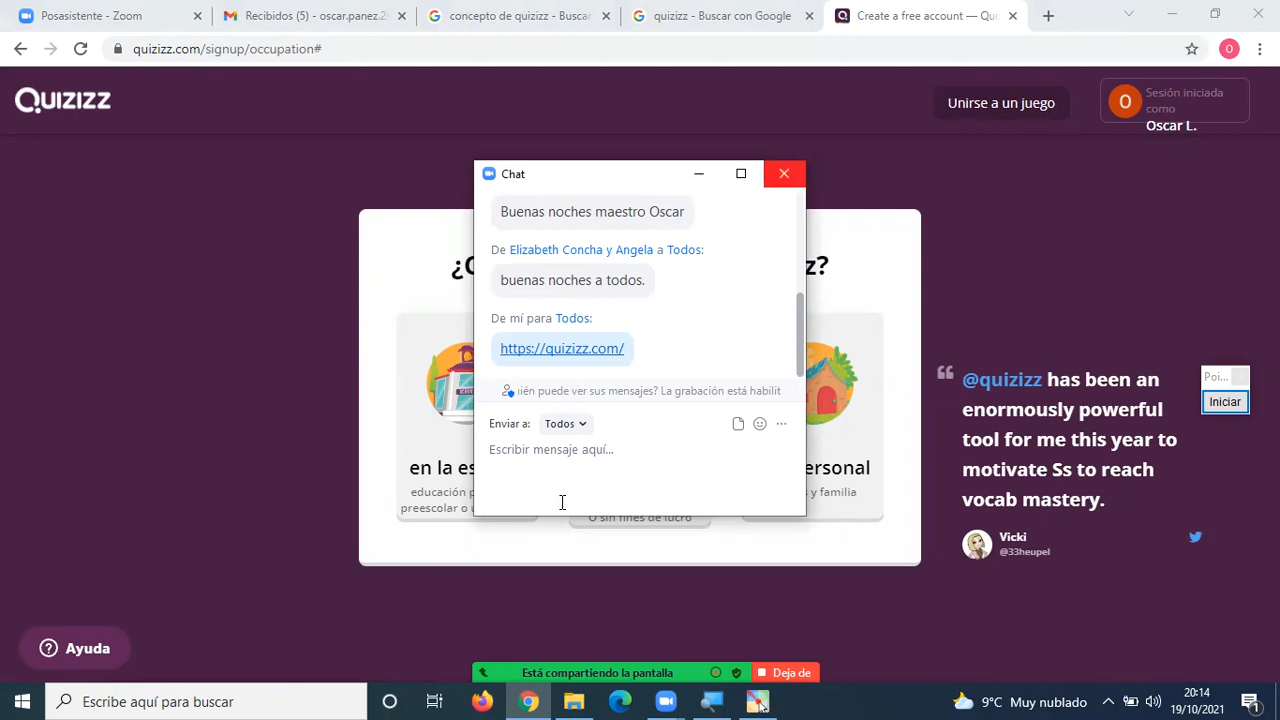 Posasistente - Zoom
Recibidos (5) - oscar.panez.2
concepto de quizizz - Buscar
quizizz - Buscar en Google
Create a free account — Qui
quizizz.com/signup/occupation#
O
QUIZIZZ
Unirse a un juego
O
Sesión iniciada
como
Oscar L.
Chat
Buenas noches maestro Oscar
De Elizabeth Concha y Angela a Todos:
buenas noches a todos.
De mí para Todos:
https://quizizz.com/
uién puede ver sus mensajes? La grabación está habilit
Enviar a: Todos
Escribir mensaje aquí...
z?
en la es
educación p
preescolar o u
O sin fines de lucro
personal
s y familia
@quizizz has been an
enormously powerful
tool for me this year to
motivate Ss to reach
vocab mastery.
Vicki
@33heupel
Poi...
Iniciar
Ayuda
Está compartiendo la pantalla
Deja de
Escribe aquí para buscar
9°C Muy nublado
20:14
19/10/2021
1